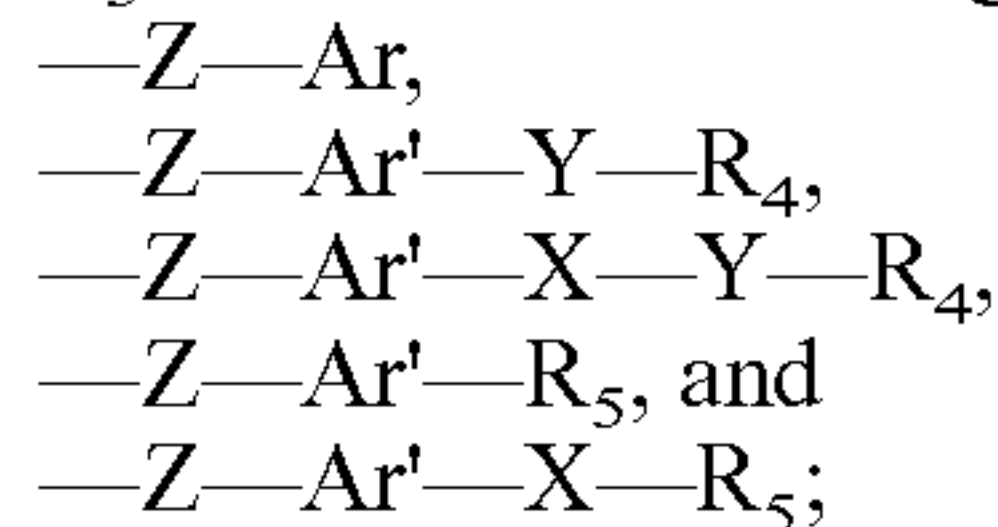 —Z—Ar,
—Z—Ar'—Y—R₄,
—Z—Ar'—X—Y—R₄,
—Z—Ar'—R₅, and
—Z—Ar'—X—R₅;